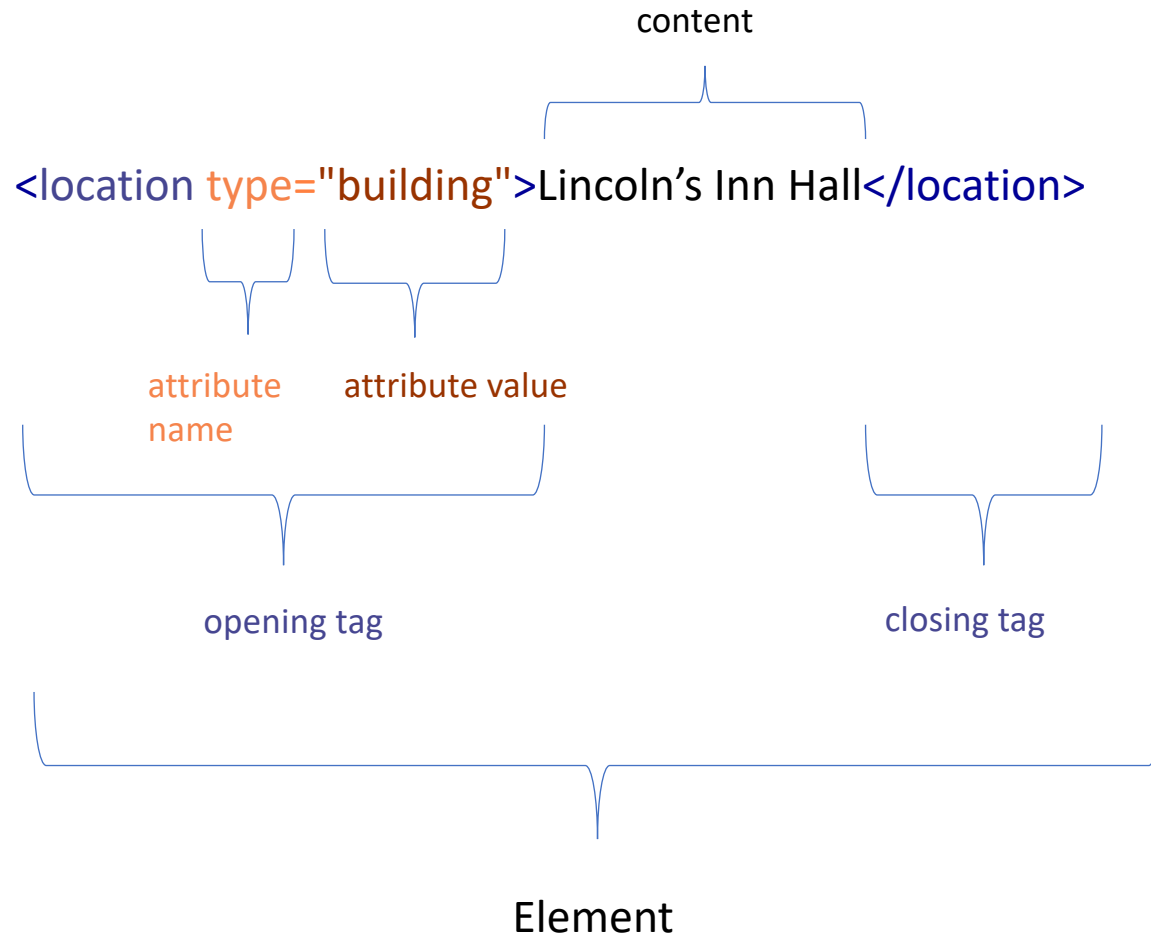 content
<location type="building">Lincoln’s Inn Hall</location>
attribute
name
attribute value
opening tag
closing tag
Element